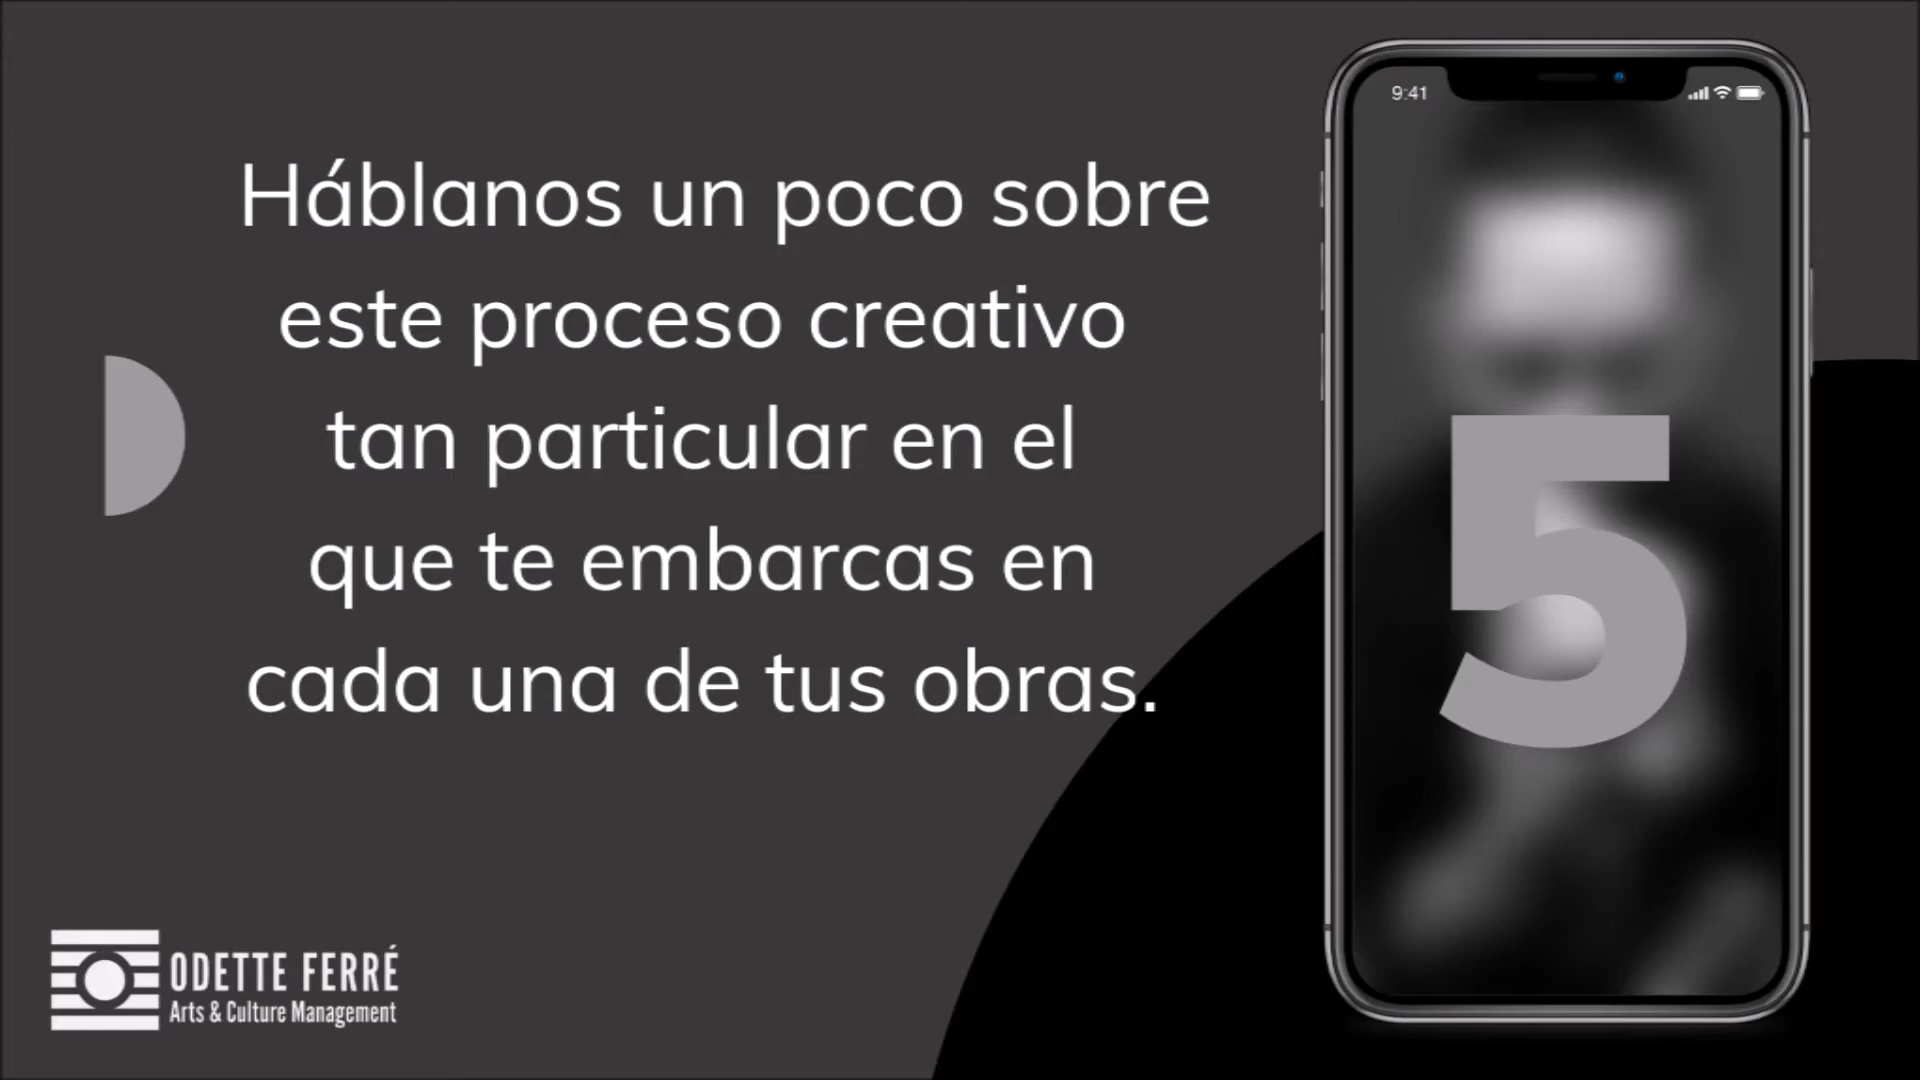 Háblanos un poco sobre
este proceso creativo
tan particular en el
que te embarcas en
cada una de tus obras.
9:41
5
ODETTE FERRÉ
Arts & Culture Management